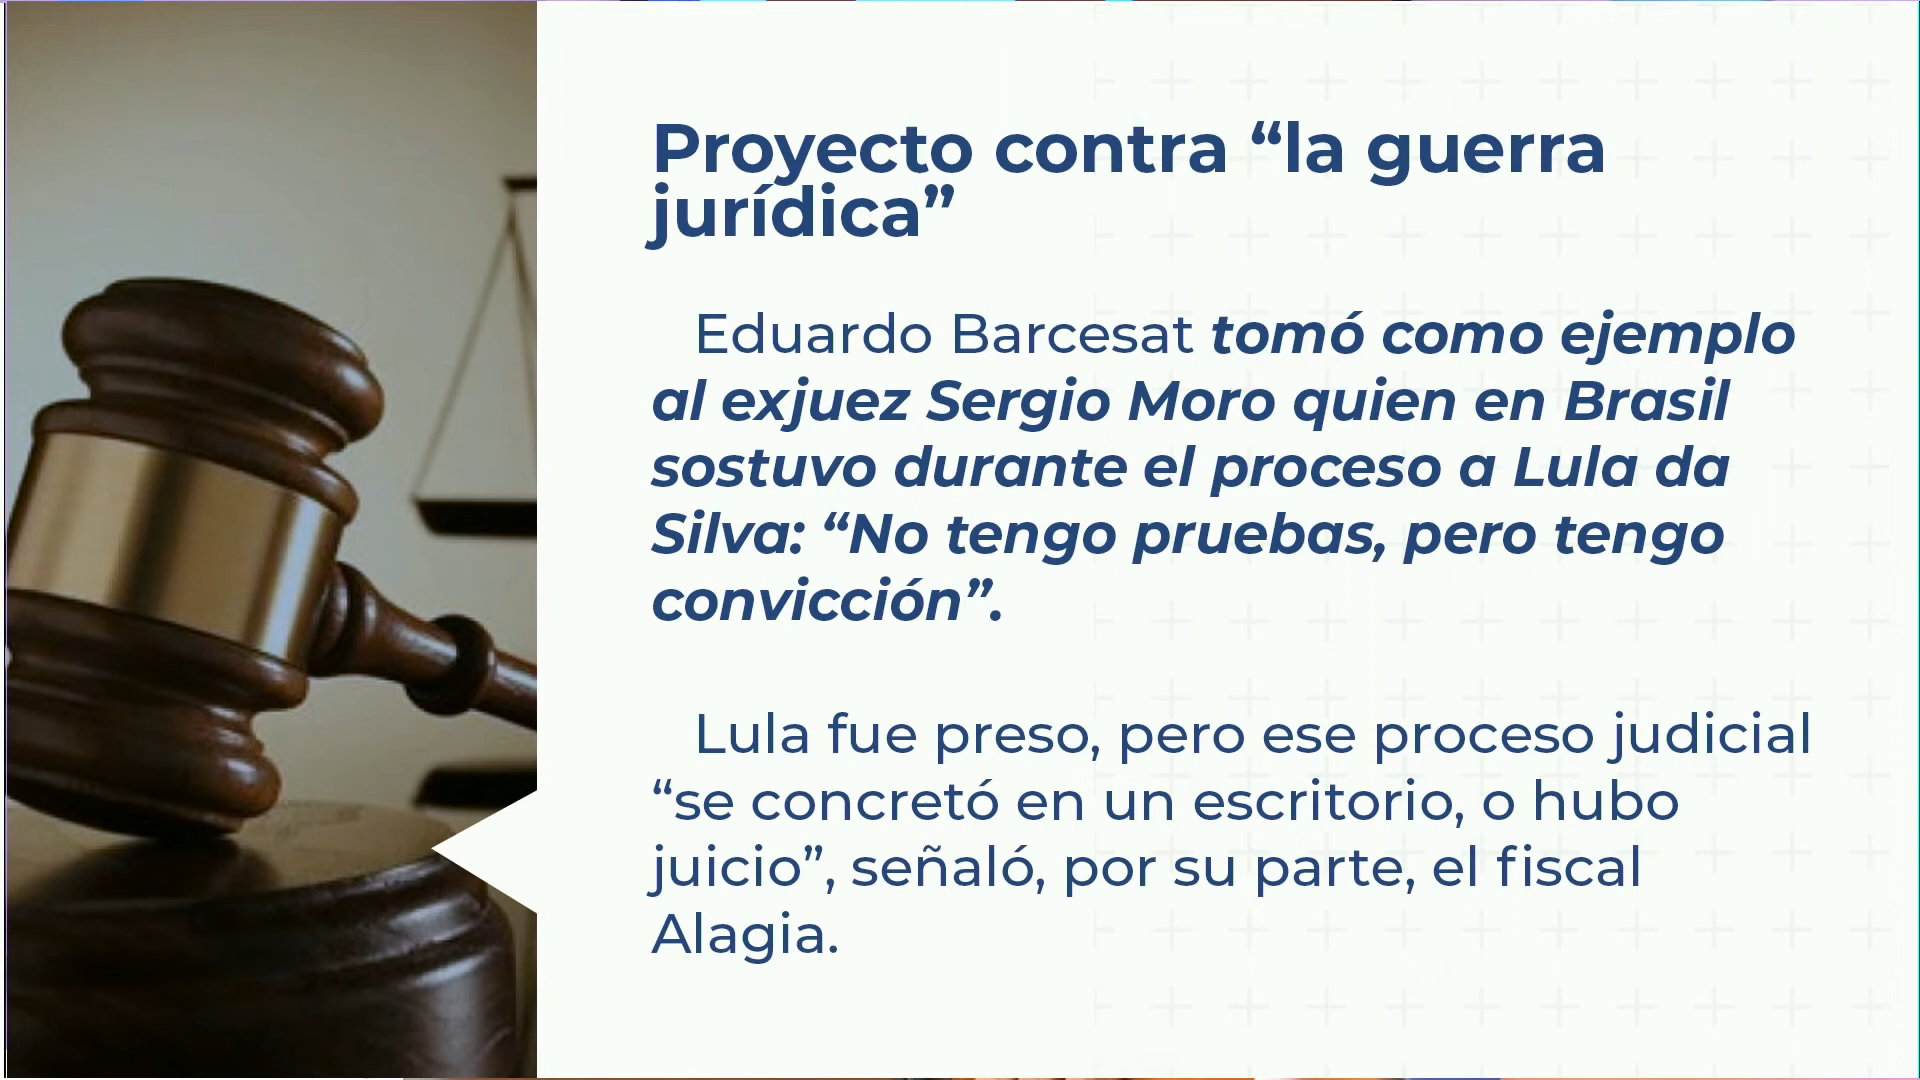 Proyecto contra “la guerra
jurídica”
Eduardo Barcesat tomó como ejemplo
al exjuez Sergio Moro quien en Brasil
sostuvo durante el proceso a Lula da
Silva: “No tengo pruebas, pero tengo
convicción”.
Lula fue preso, pero ese proceso judicial
“se concretó en un escritorio, o hubo
juicio”, señaló, por su parte, el fiscal
Alagia.